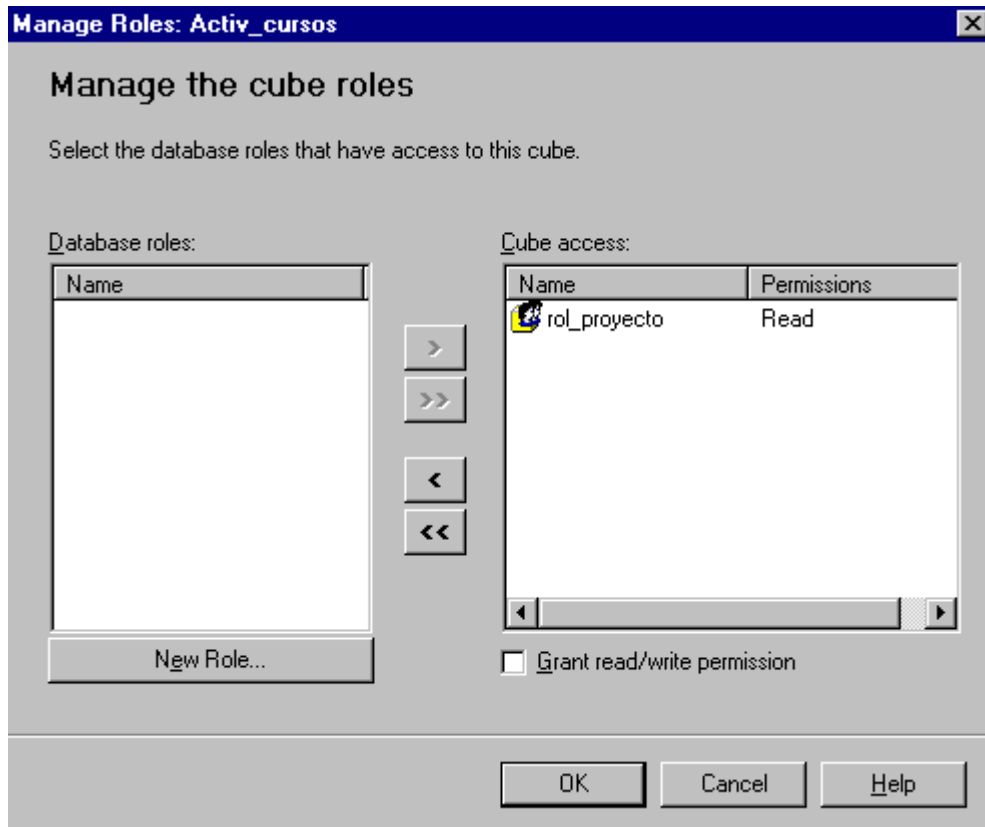 Manage Roles: Activ_cursos
Manage the cube roles
Select the database roles that have access to this cube.
Database roles:
Name
>
>>
<
<<
New Role...
Cube access:
Name Permissions
rol_proyecto Read
Grant read/write permission
OK Cancel Help